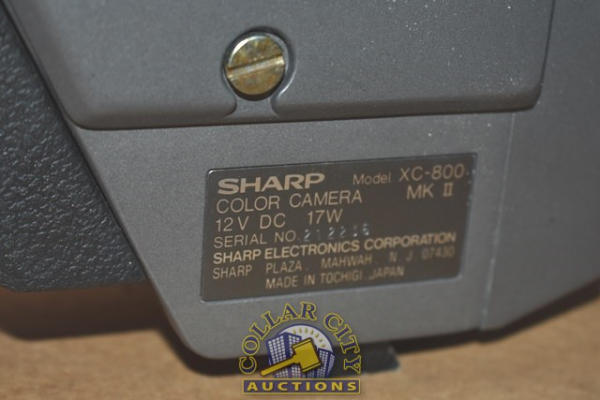 SHARP Model XC-800
COLOR CAMERA MK II
12V DC 17W
SERIAL NO.
SHARP ELECTRONICS CORPORATION
SHARP PLAZA, MAHWAH, N J 07430
MADE IN TOCHIGI, JAPAN
COLLAR CITY
AUCTIONS